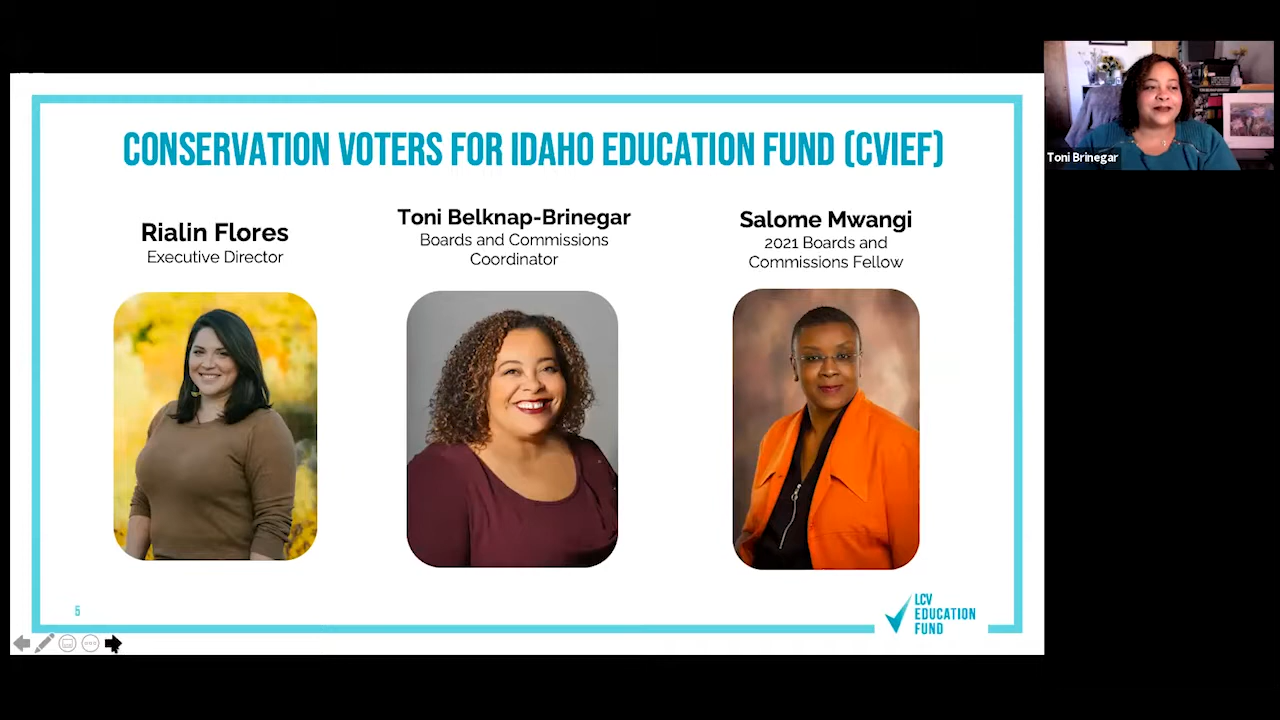 CONSERVATION VOTERS FOR IDAHO EDUCATION FUND (CVIEF)
Rialin Flores
Executive Director
Toni Belknap-Brinegar
Boards and Commissions
Coordinator
Salome Mwangi
2021 Boards and
Commissions Fellow
5
LCV
EDUCATION
FUND
Toni Brinegar